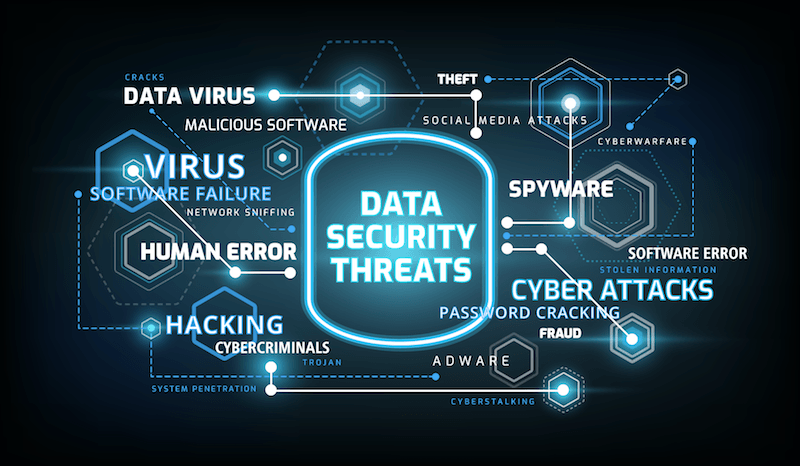 CRACKS
THEFT
DATA VIRUS
MALICIOUS SOFTWARE
SOCIAL MEDIA ATTACKS
CYBERWARFARE
VIRUS
SOFTWARE FAILURE
SPYWARE
NETWORK SNIFFING
DATA
SECURITY
THREATS
HUMAN ERROR
SOFTWARE ERROR
STOLEN INFORMATION
CYBER ATTACKS
PASSWORD CRACKING
HACKING
FRAUD
CYBERCRIMINALS
TROJAN
ADWARE
SYSTEM PENETRATION
CYBERSTALKING